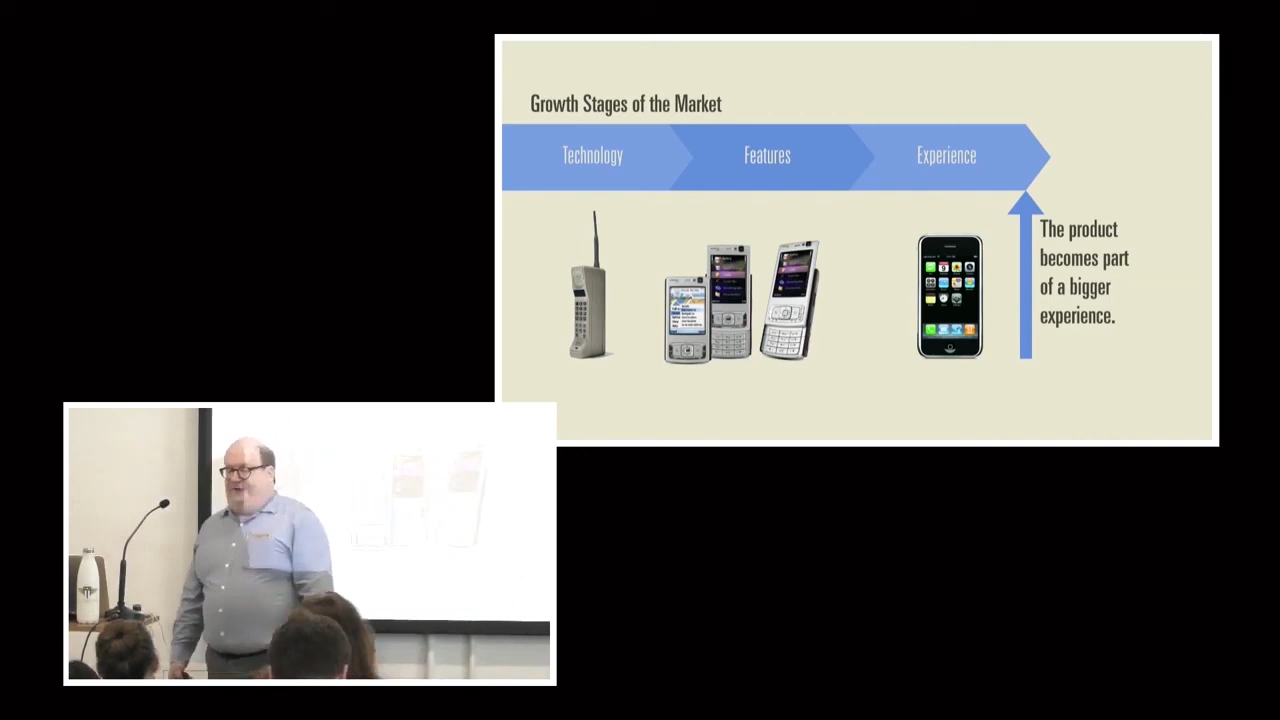 Growth Stages of the Market
Technology
Features
Experience
The product
becomes part
of a bigger
experience.